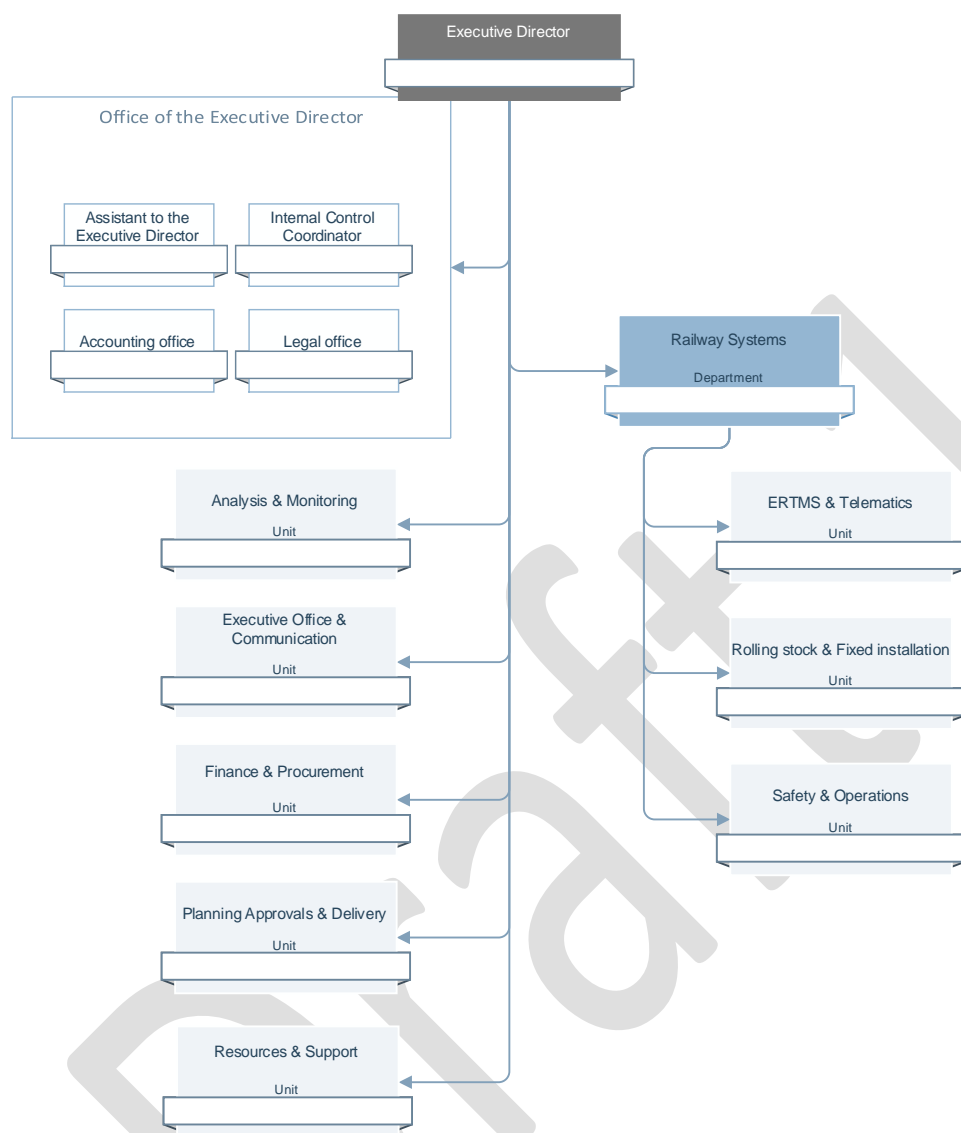 Executive Director
Office of the Executive Director
Assistant to the
Executive Director
Internal Control
Coordinator
Accounting office
Legal office
Railway Systems
Department
Analysis & Monitoring
Unit
ERTMS & Telematics
Unit
Executive Office &
Communication
Unit
Rolling stock & Fixed installation
Unit
Finance & Procurement
Unit
Safety & Operations
Unit
Planning Approvals & Delivery
Unit
Resources & Support
Unit
Draft